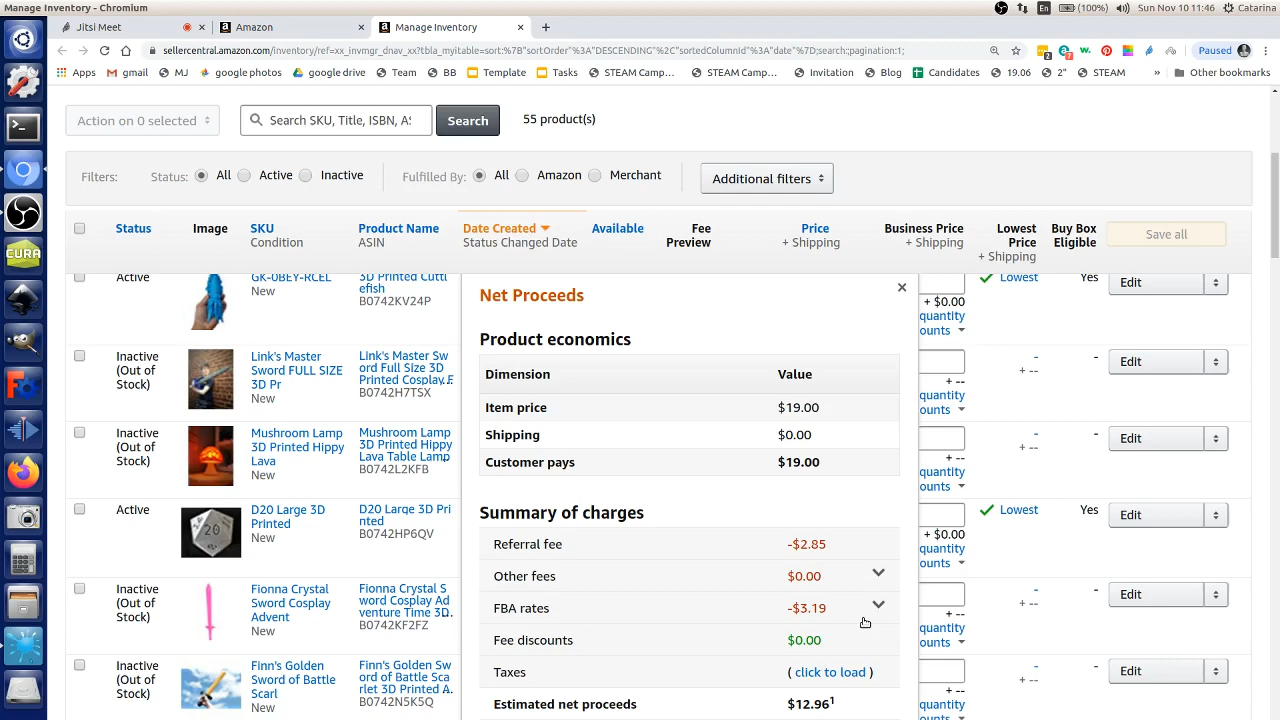 Manage Inventory - Chromium
En
(100%)
Sun Nov 10 11:46
Catarina
Jitsi Meet
Amazon
Manage Inventory
sellercentral.amazon.com/inventory/ref=xx_invmgr_dnav_xx?tbla_myitable=sort:%7B"sortOrder"%3A"DESCENDING"%2C"sortedColumnId"%3A"date"%7D;search:;pagination:1;
Paused
Apps
gmail
M
google photos
google drive
Team
BB
Template
Tasks
STEAM Camp...
STEAM Camp...
Invitation
Blog
Candidates
19.06
2"
STEAM
»
Other bookmarks
Action on 0 selected
Search SKU, Title, ISBN, AS
Search
55 product(s)
Filters:
Status:
All
Active
Inactive
Fulfilled By:
All
Amazon
Merchant
Additional filters
Status
Image
SKU
Condition
Product Name
ASIN
Date Created
Status Changed Date
Available
Fee
Preview
Price
+ Shipping
Business Price
+ Shipping
Lowest
Price
+ Shipping
Buy Box
Eligible
Save all
Active
GK-0BEY-RCEL
New
3D Printed Cuttl
efish
B0742KV24P
+ $0.00
quantity
ounts
Lowest
Yes
Edit
Inactive
(Out of
Stock)
Link's Master
Sword FULL SIZE
3D Pr
New
Link's Master Sw
ord Full Size 3D
Printed Cosplay F
B0742H7TSX
+ --
quantity
ounts
-
+ --
-
Edit
Inactive
(Out of
Stock)
Mushroom Lamp
3D Printed Hippy
Lava
New
Mushroom Lamp
3D Printed Hippy
Lava Table Lamp
B0742L2KFB
+ --
quantity
ounts
-
+ --
-
Edit
Active
20
D20 Large 3D
Printed
New
D20 Large 3D Pri
nted
B0742HP6QV
+ $0.00
quantity
ounts
Lowest
Yes
Edit
Inactive
(Out of
Stock)
Fionna Crystal
Sword Cosplay
Advent
New
Fionna Crystal S
word Cosplay Ad
venture Time 3D
B0742KF2FZ
+ --
quantity
ounts
-
+ --
-
Edit
Inactive
(Out of
Stock)
Finn's Golden
Sword of Battle
Scarl
New
Finn's Golden Sw
ord of Battle Sca
rlet 3D Printed A
B0742N5K5Q
+ --
quantity
ounts
-
+ --
-
Edit
Net Proceeds
×
Product economics
Dimension
Value
Item price
$19.00
Shipping
$0.00
Customer pays
$19.00
Summary of charges
Referral fee
-$2.85
Other fees
$0.00
FBA rates
-$3.19
Fee discounts
$0.00
Taxes
( click to load )
Estimated net proceeds
$12.96¹
CURA